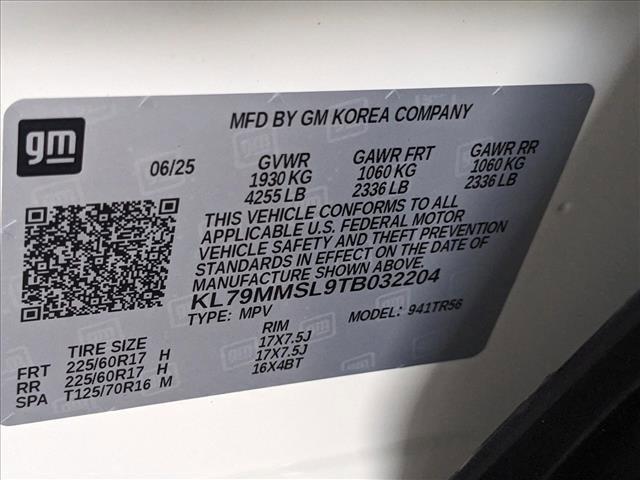 gm
MFD BY GM KOREA COMPANY
06/25 GVWR GAWR FRT GAWR RR
1930 KG 1060 KG 1060 KG
4255 LB 2336 LB 2336 LB
THIS VEHICLE CONFORMS TO ALL
APPLICABLE U.S. FEDERAL MOTOR
VEHICLE SAFETY AND THEFT PREVENTION
STANDARDS IN EFFECT ON THE DATE OF
MANUFACTURE SHOWN ABOVE.
KL79MMSL9TB032204
TYPE: MPV MODEL: 941TR56
TIRE SIZE RIM
FRT 225/60R17 H 17X7.5J
RR 225/60R17 H 17X7.5J
SPA T125/70R16 M 16X4BT